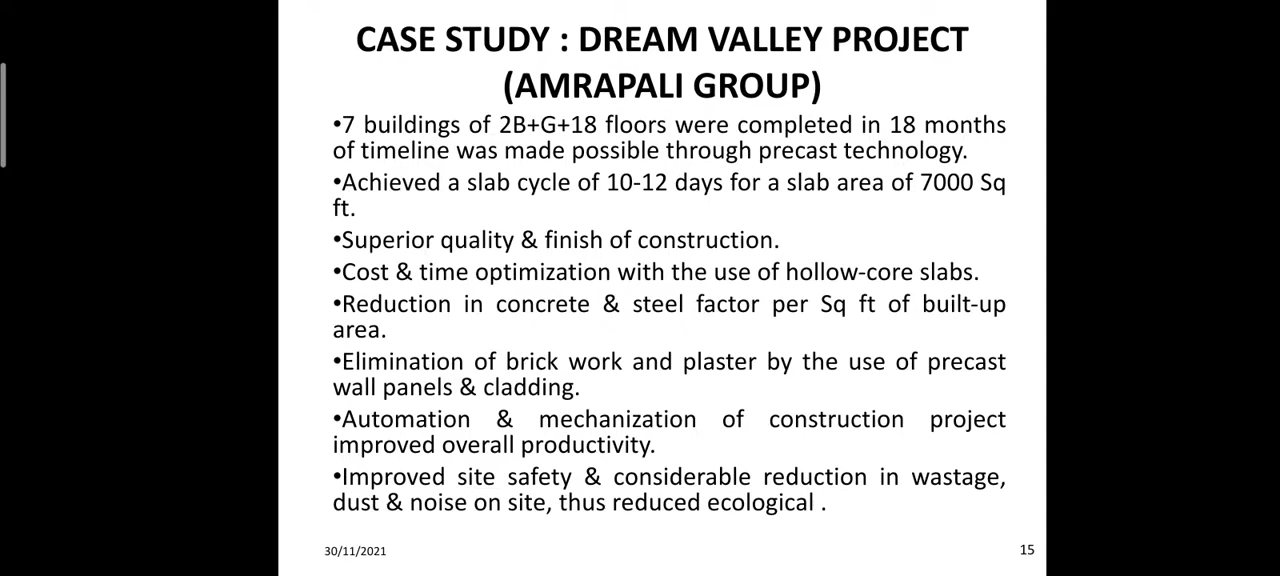 CASE STUDY : DREAM VALLEY PROJECT
(AMRAPALI GROUP)
•7 buildings of 2B+G+18 floors were completed in 18 months
of timeline was made possible through precast technology.
•Achieved a slab cycle of 10-12 days for a slab area of 7000 Sq
ft.
•Superior quality & finish of construction.
•Cost & time optimization with the use of hollow-core slabs.
•Reduction in concrete & steel factor per Sq ft of built-up
area.
•Elimination of brick work and plaster by the use of precast
wall panels & cladding.
•Automation & mechanization of construction project
improved overall productivity.
•Improved site safety & considerable reduction in wastage,
dust & noise on site, thus reduced ecological .
30/11/2021
15